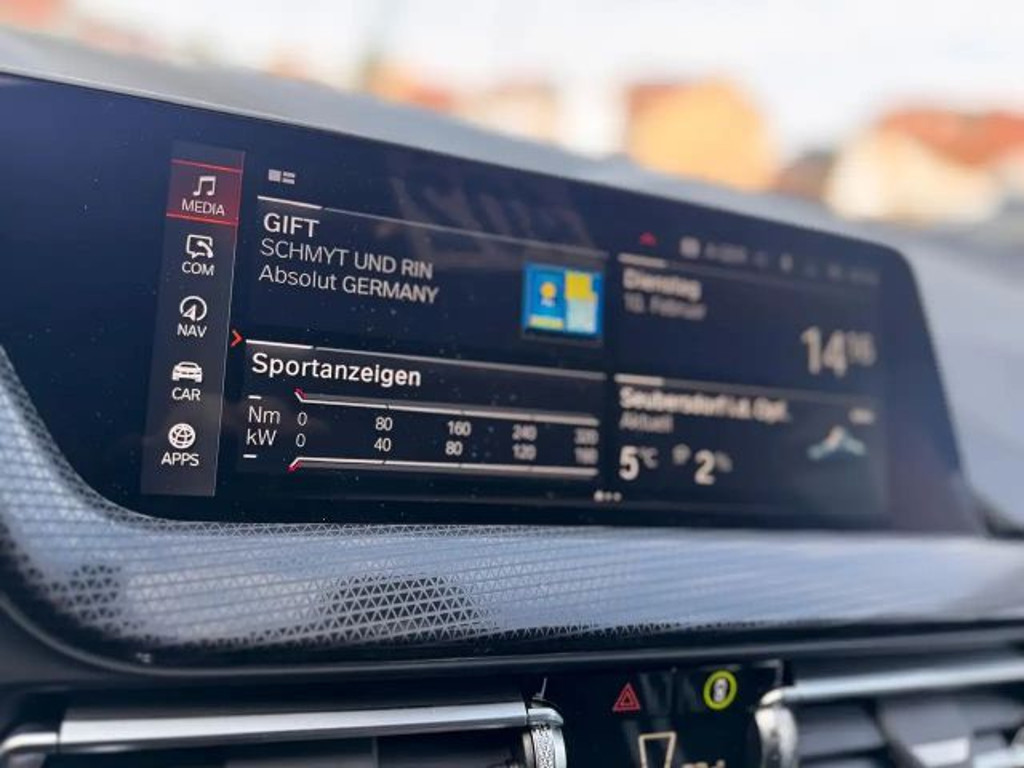 MEDIA
COM
NAV
CAR
APPS
GIFT
SCHMYT UND RIN
Absolut GERMANY
Sportanzeigen
Nm 0 80 160 240 320
kW 0 40 80 120 160
Dienstag
Februar
14
Aktuell
5°C 2%